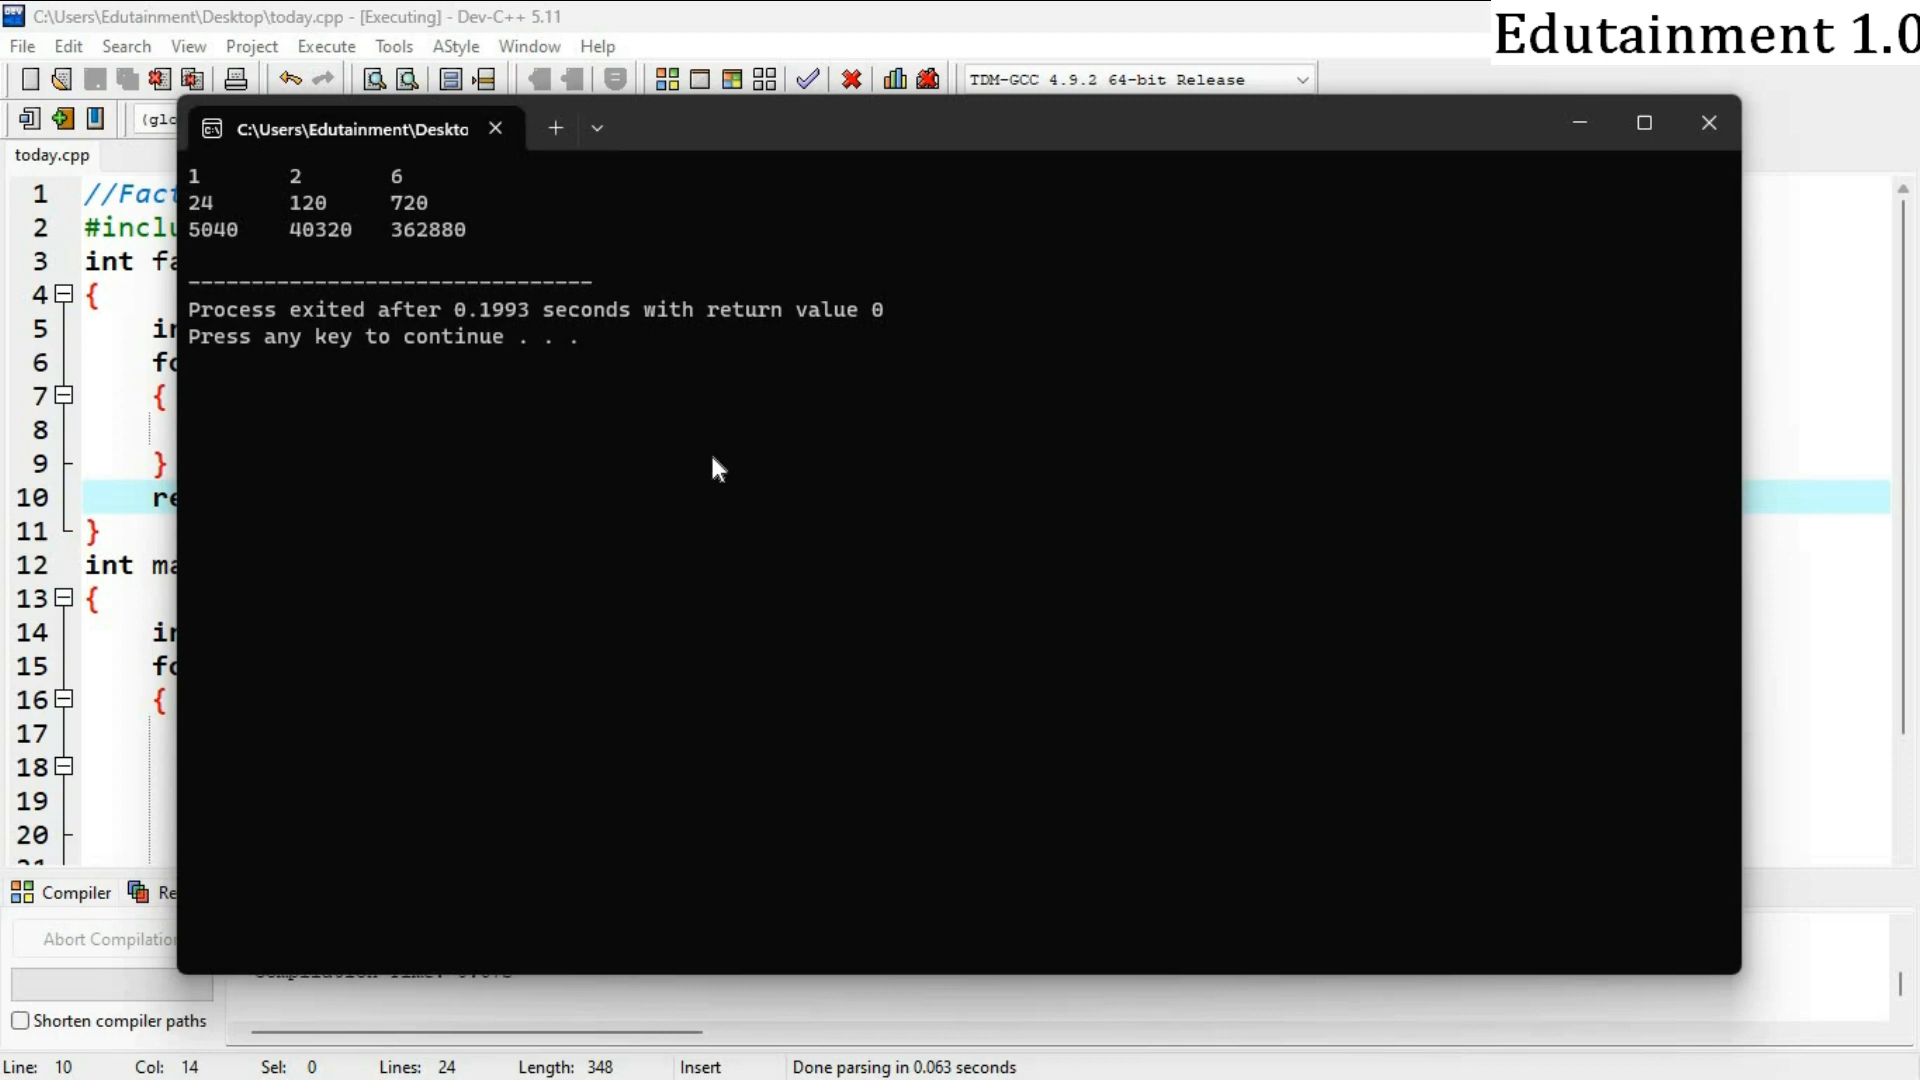 C:\Users\Edutainment\Desktop\today.cpp - [Executing] - Dev-C++ 5.11
Edutainment 1.0
File Edit Search View Project Execute Tools AStyle Window Help
TDM-GCC 4.9.2 64-bit Release
(glo
C:\Users\Edutainment\Deskto
today.cpp
1 2 6
24 120 720
5040 40320 362880
--------------------------------
Process exited after 0.1993 seconds with return value 0
Press any key to continue . . .
1 //Fact
2 #inclu
3 int fa
4 {
5 in
6 fo
7 {
8
9 }
10 re
11 }
12 int ma
13 {
14 in
15 fo
16 {
17
18
19
20
Compiler Re
Abort Compilation
Shorten compiler paths
Line: 10 Col: 14 Sel: 0 Lines: 24 Length: 348 Insert Done parsing in 0.063 seconds